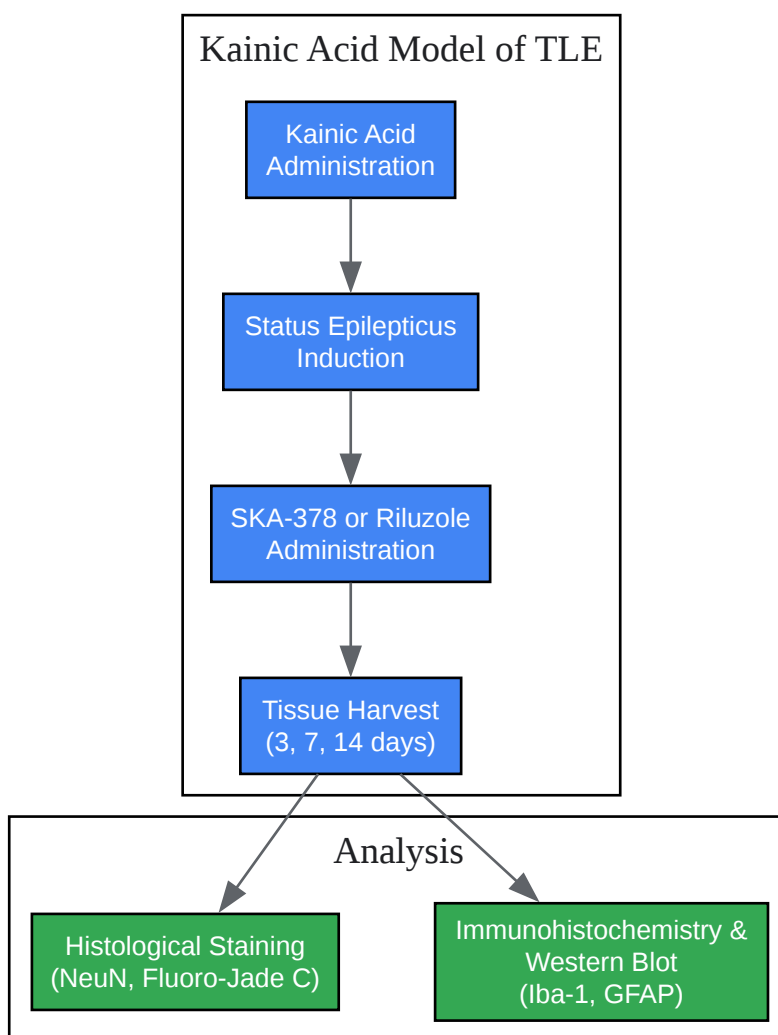 Kainic Acid Model of TLE
Kainic Acid
Administration
Status Epilepticus
Induction
SKA-378 or Riluzole
Administration
Tissue Harvest
(3, 7, 14 days)
Analysis
Histological Staining
(NeuN, Fluoro-Jade C)
Immunohistochemistry &
Western Blot
(Iba-1, GFAP)